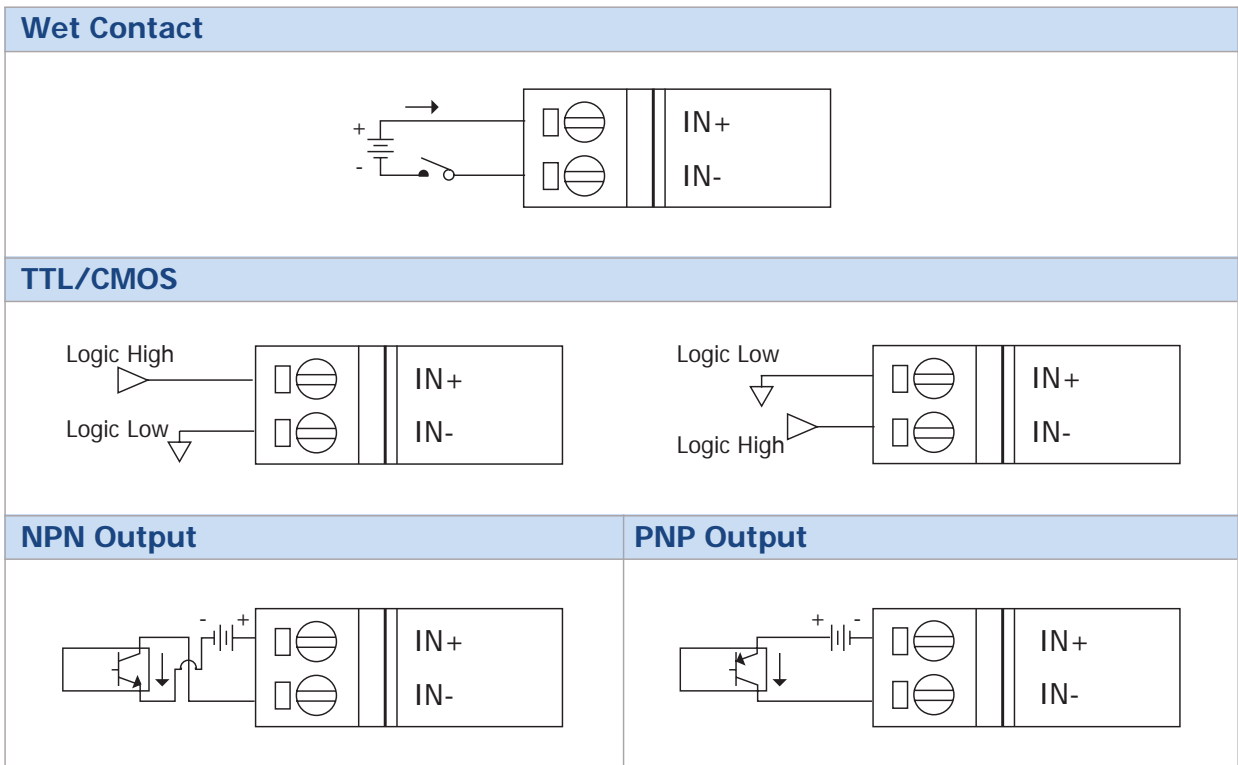 Wet Contact
+
-
IN+
IN-
TTL/CMOS
Logic High
Logic Low
IN+
IN-
Logic Low
Logic High
IN+
IN-
NPN Output
PNP Output
- +
IN+
IN-
+ -
IN+
IN-